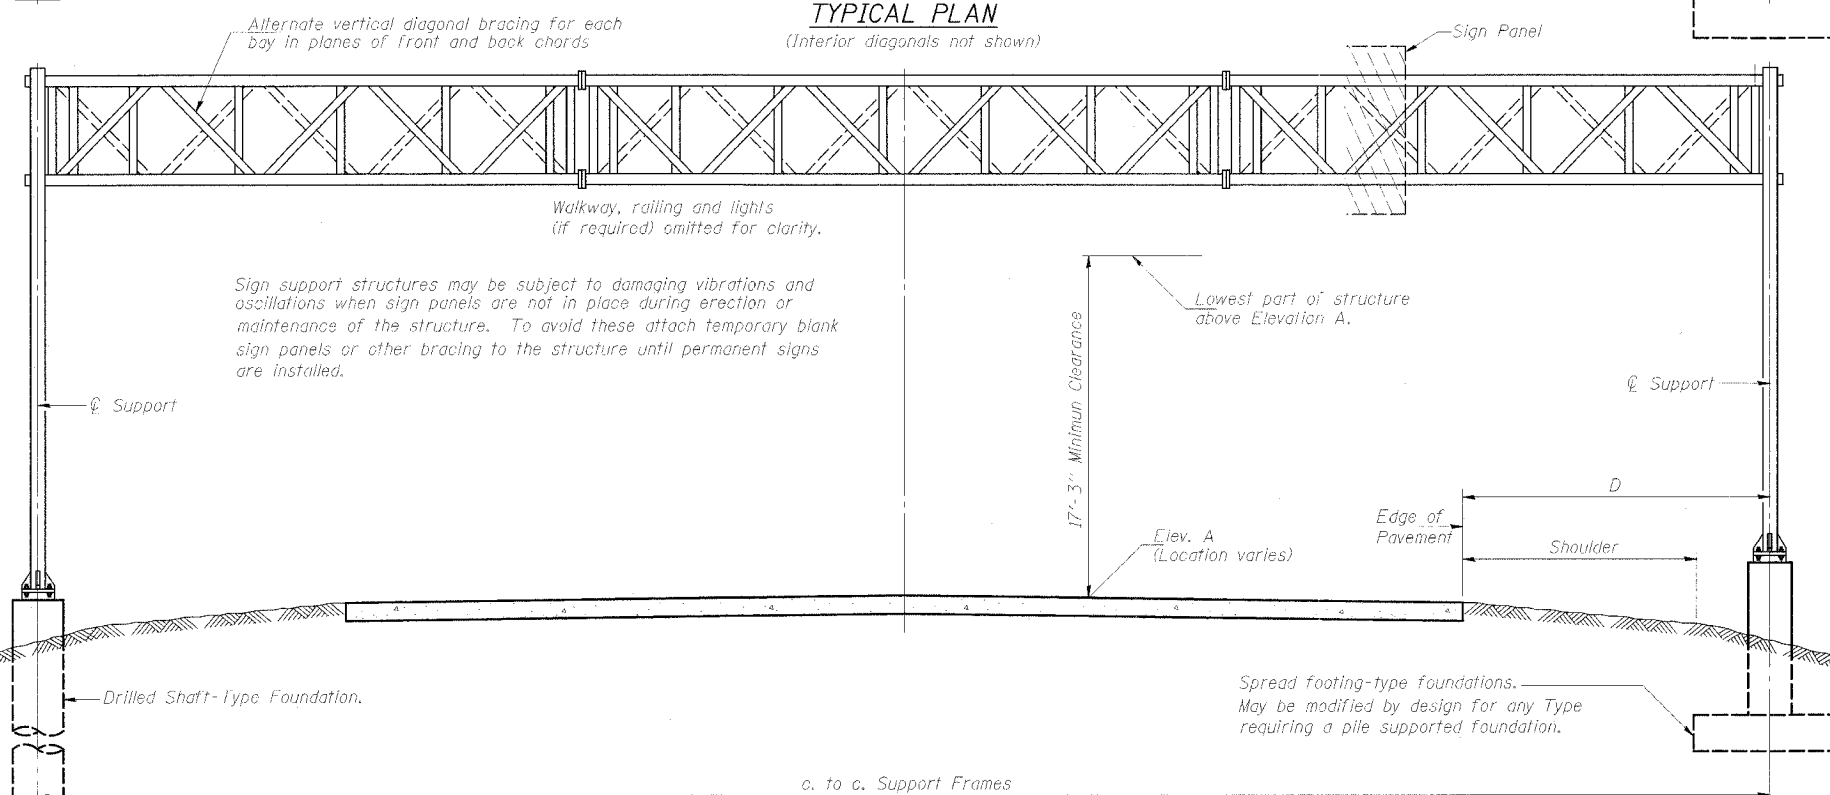 TYPICAL PLAN
(Interior diagonals not shown)
Alternate vertical diagonal bracing for each
bay in planes of front and back chords
Sign Panel
Walkway, railing and lights
(if required) omitted for clarity.
Sign support structures may be subject to damaging vibrations and
oscillations when sign panels are not in place during erection or
maintenance of the structure. To avoid these attach temporary blank
sign panels or other bracing to the structure until permanent signs
are installed.
Lowest part of structure
above Elevation A.
17'-3" Minimun Clearance
℄ Support
℄ Support
D
Edge of
Pavement
Shoulder
Elev. A
(Location varies)
Drilled Shaft-Type Foundation.
Spread footing-type foundations.
May be modified by design for any Type
requiring a pile supported foundation.
c. to c. Support Frames